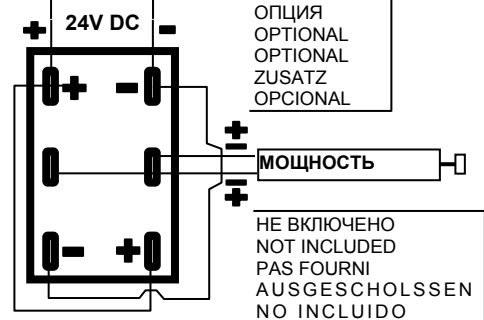 24V DC
ОПЦИЯ
OPTIONAL
OPTIONAL
ZUSATZ
OPCIONAL
МОЩНОСТЬ
НЕ ВКЛЮЧЕНО
NOT INCLUDED
PAS FOURNI
AUSGESCHOLSSEN
NO INCLUIDO